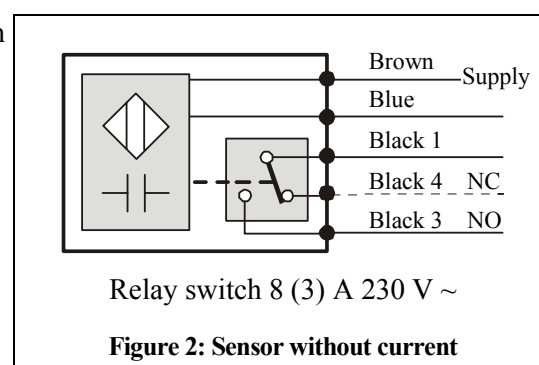 n
Brown
Supply
Blue
Black 1
Black 4 NC
Black 3 NO
Relay switch 8 (3) A 230 V ~
Figure 2: Sensor without current